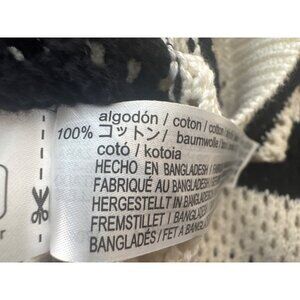 algodón / coton / cotton /
100% コットン / baumwolle /
cotó / kotoia
HECHO EN BANGLADESH /
FABRIQUÉ AU BANGLADESH /
HERGESTELLT IN BANGLADESH /
FREMSTILLET I BANGLADESH /
BANGLADÉS / FET A BANGLADESH /